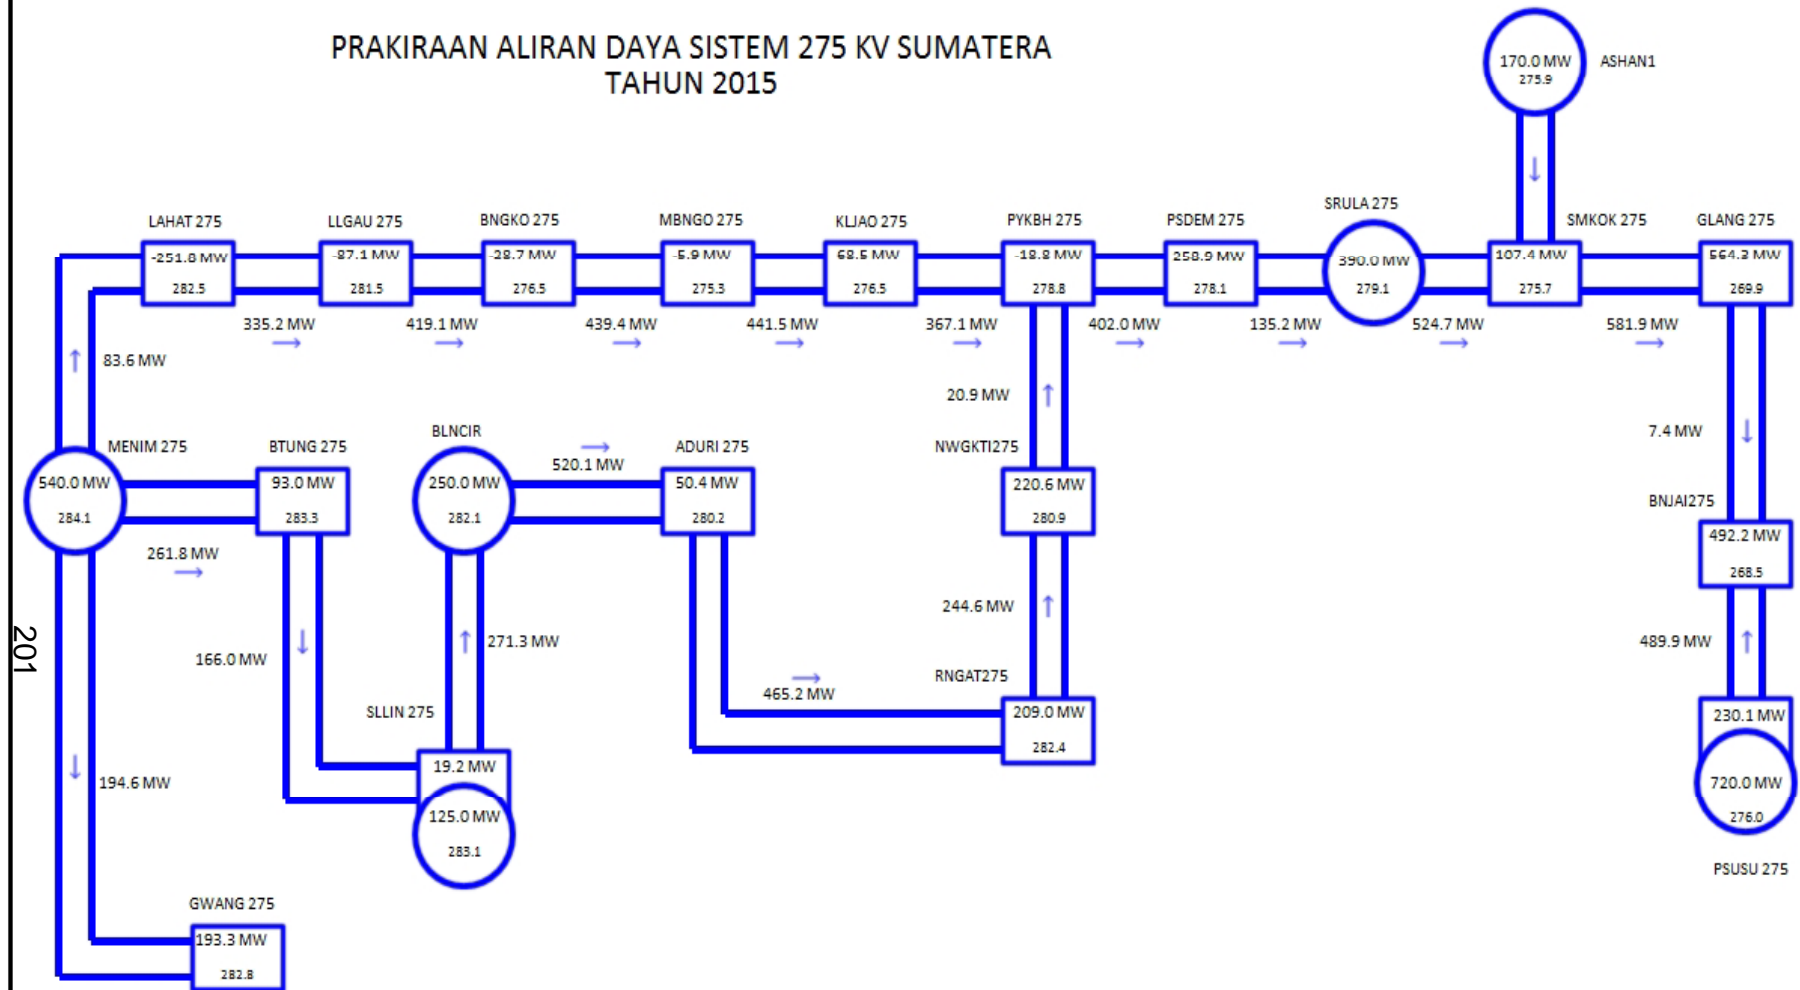 PRAKIRAAN ALIRAN DAYA SISTEM 275 KV SUMATERA
TAHUN 2015
170.0 MW
275.9
ASHAN1
LAHAT 275
LLGAU 275
BNGKO 275
MBNGO 275
KLJAO 275
PYKBH 275
PSDEM 275
SRULA 275
SMKOK 275
GLANG 275
-251.8 MW
282.5
-87.1 MW
281.5
-28.7 MW
276.5
-5.9 MW
275.3
68.5 MW
276.5
-18.8 MW
278.8
258.9 MW
278.1
390.0 MW
279.1
107.4 MW
275.7
564.3 MW
269.9
335.2 MW
419.1 MW
439.4 MW
441.5 MW
367.1 MW
402.0 MW
135.2 MW
524.7 MW
581.9 MW
83.6 MW
20.9 MW
7.4 MW
MENIM 275
540.0 MW
284.1
BTUNG 275
93.0 MW
283.3
BLNCIR
250.0 MW
282.1
520.1 MW
ADURI 275
50.4 MW
280.2
NWGKTI275
220.6 MW
280.9
BNJAI275
492.2 MW
268.5
261.8 MW
166.0 MW
271.3 MW
244.6 MW
489.9 MW
201
465.2 MW
RNGAT275
209.0 MW
282.4
SLLIN 275
19.2 MW
125.0 MW
283.1
230.1 MW
720.0 MW
276.0
PSUSU 275
194.6 MW
GWANG 275
193.3 MW
282.8